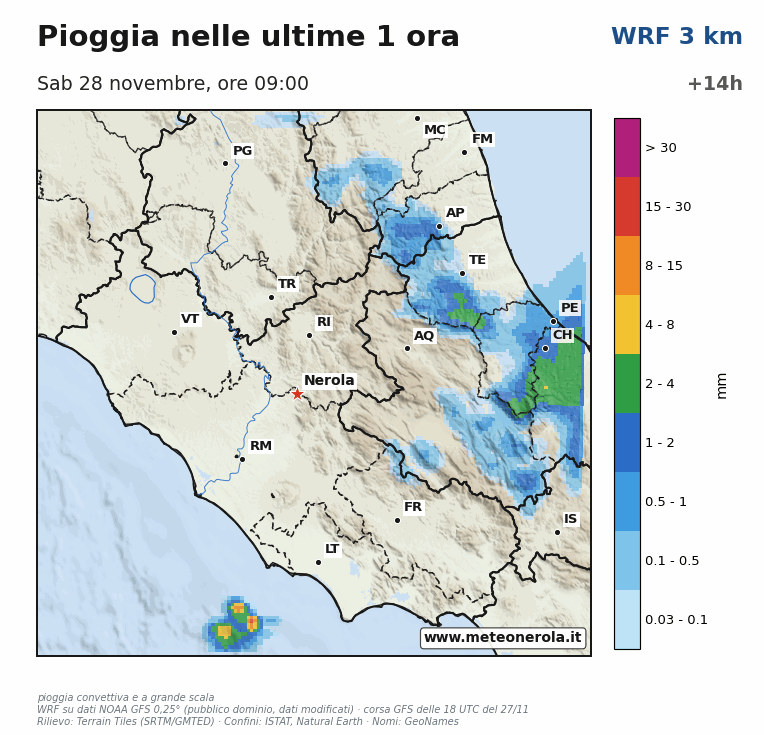 Pioggia nelle ultime 1 ora
WRF 3 km
Sab 28 novembre, ore 09:00
+14h
MC
FM
PG
AP
TE
TR
PE
VT
RI
AQ
CH
Nerola
RM
FR
IS
LT
www.meteonerola.it
> 30
15 - 30
8 - 15
4 - 8
2 - 4
1 - 2
0.5 - 1
0.1 - 0.5
0.03 - 0.1
mm
pioggia convettiva e a grande scala
WRF su dati NOAA GFS 0,25° (pubblico dominio, dati modificati) · corsa GFS delle 18 UTC del 27/11
Rilievo: Terrain Tiles (SRTM/GMTED) · Confini: ISTAT, Natural Earth · Nomi: GeoNames